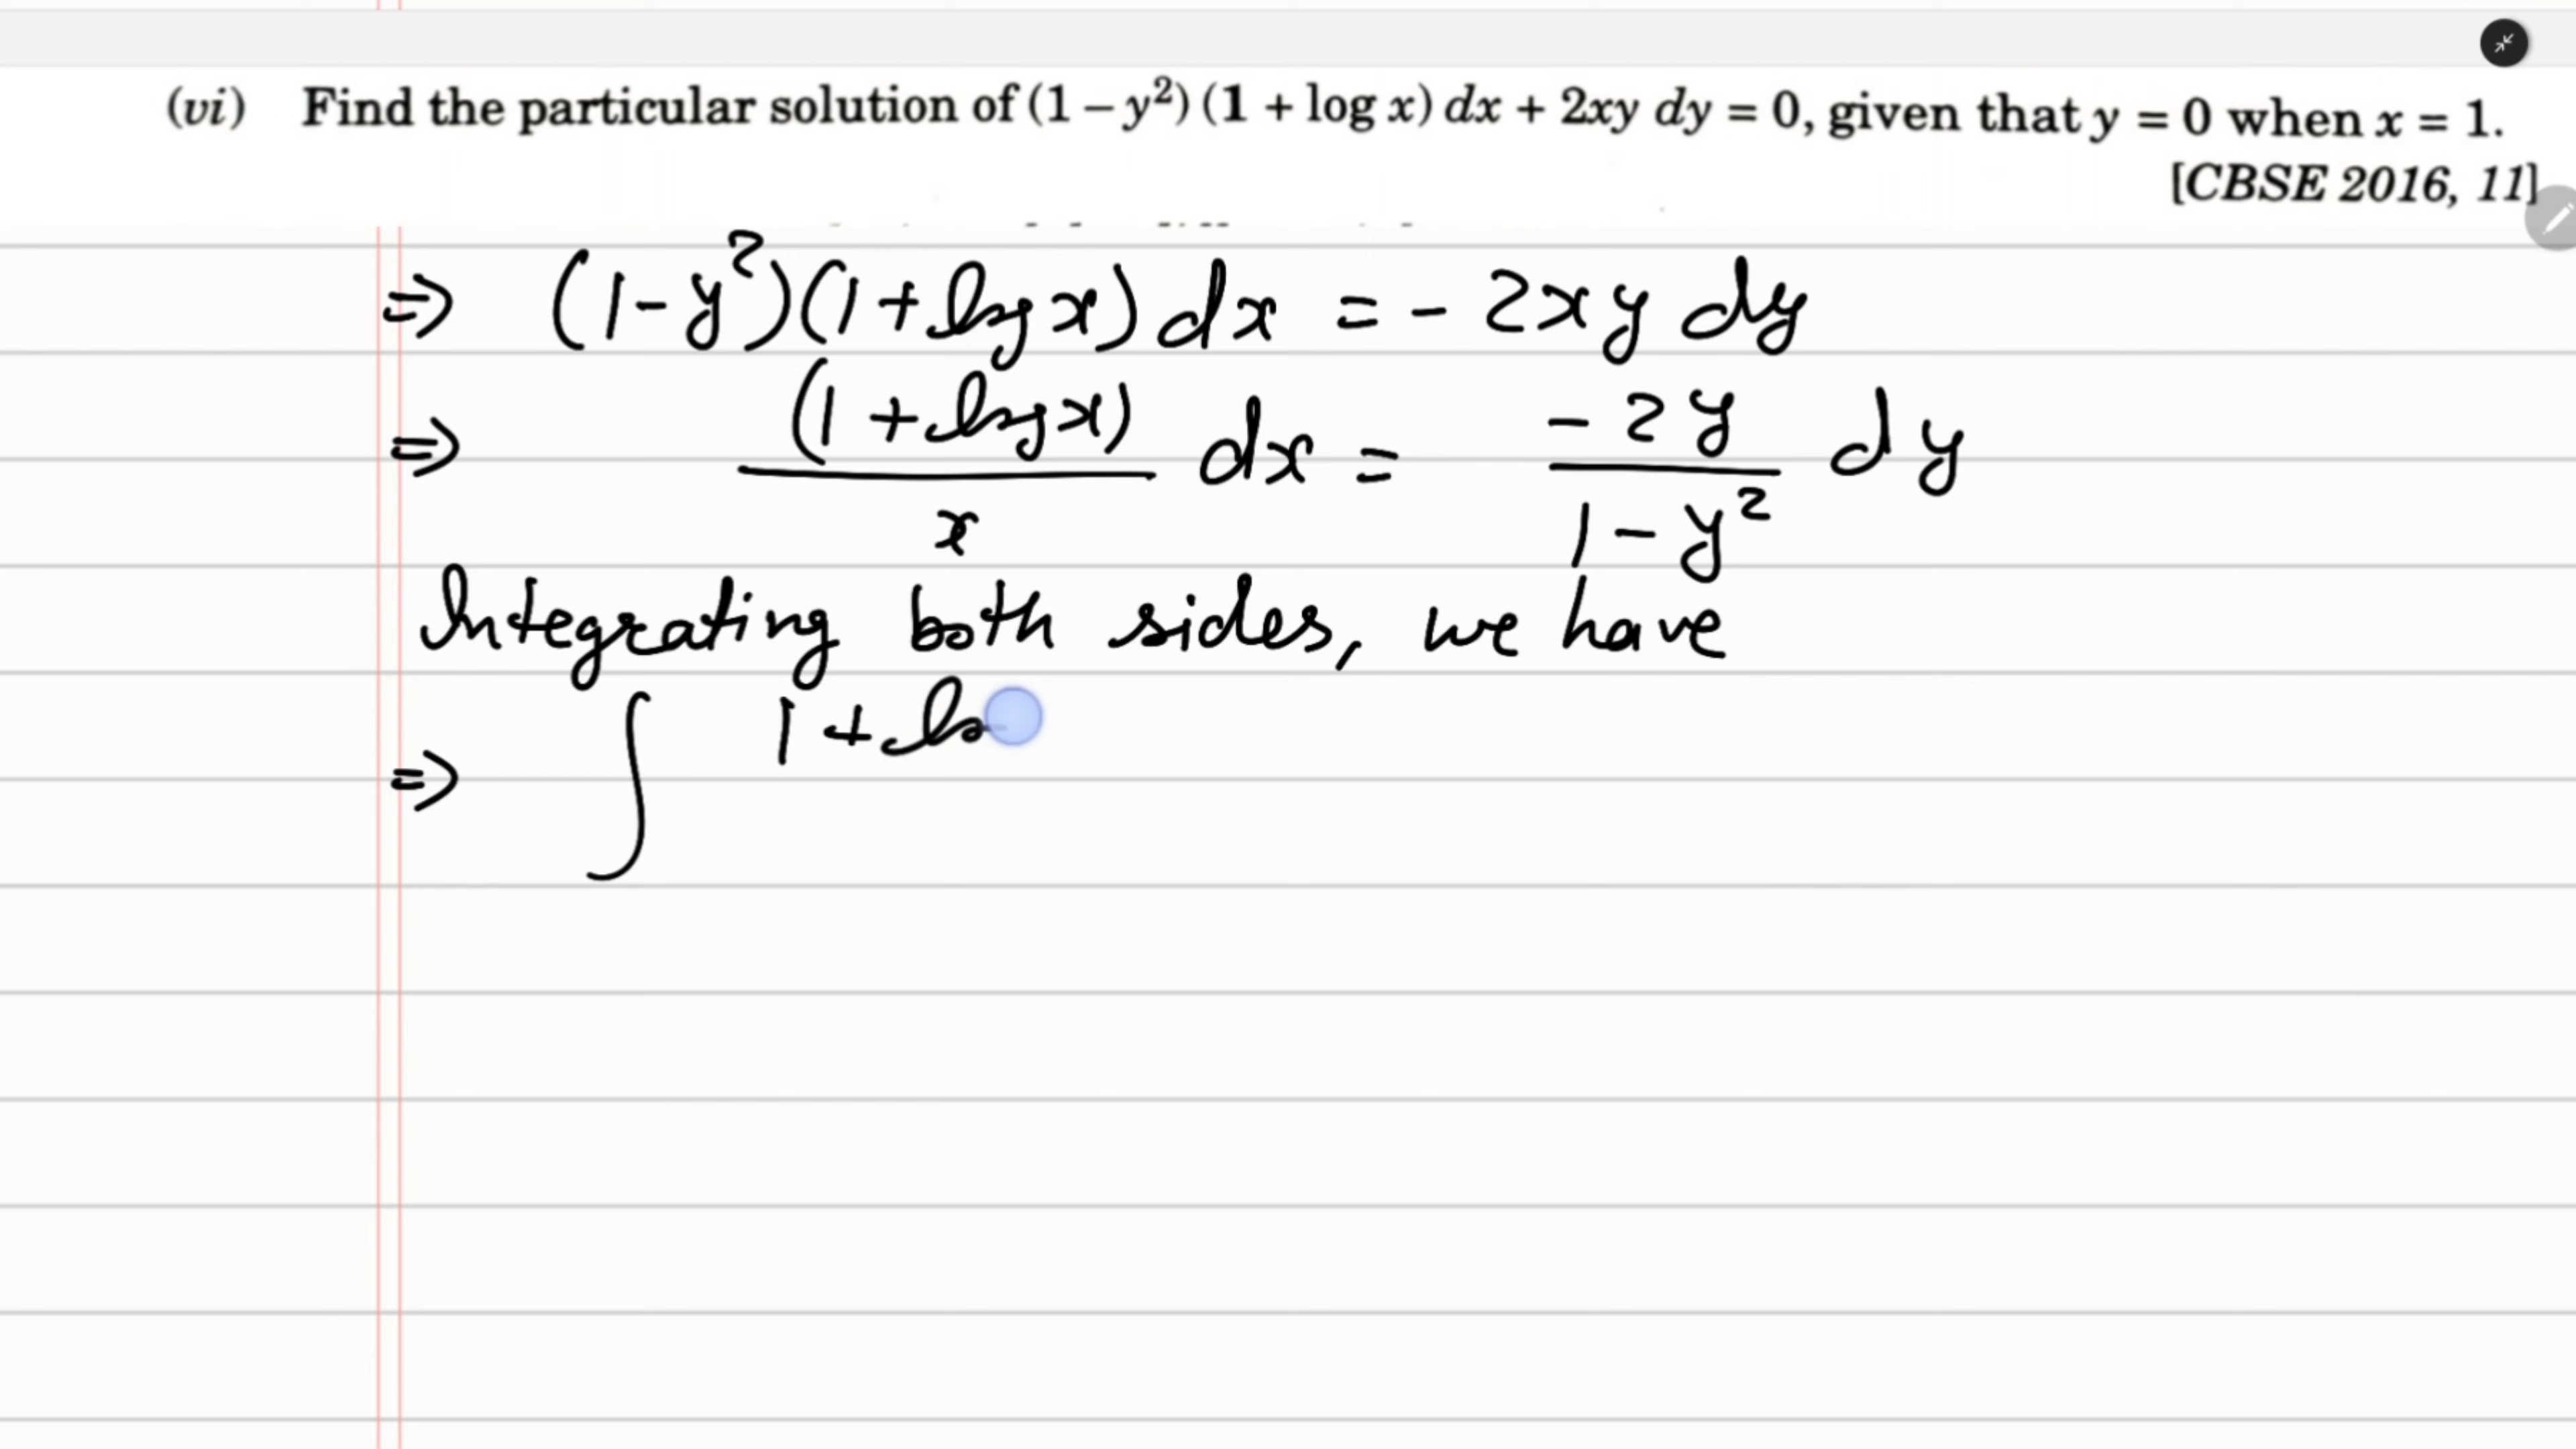 (vi) Find the particular solution of (1 – y²) (1 + log x) dx + 2xy dy = 0, given that y = 0 when x = 1.
[CBSE 2016, 11]
⇒ (1-y²)(1+log x) dx = - 2xy dy
⇒ (1+log x)/x dx = -2y/(1-y²) dy
Integrating both sides, we have
⇒ ∫ 1+lo